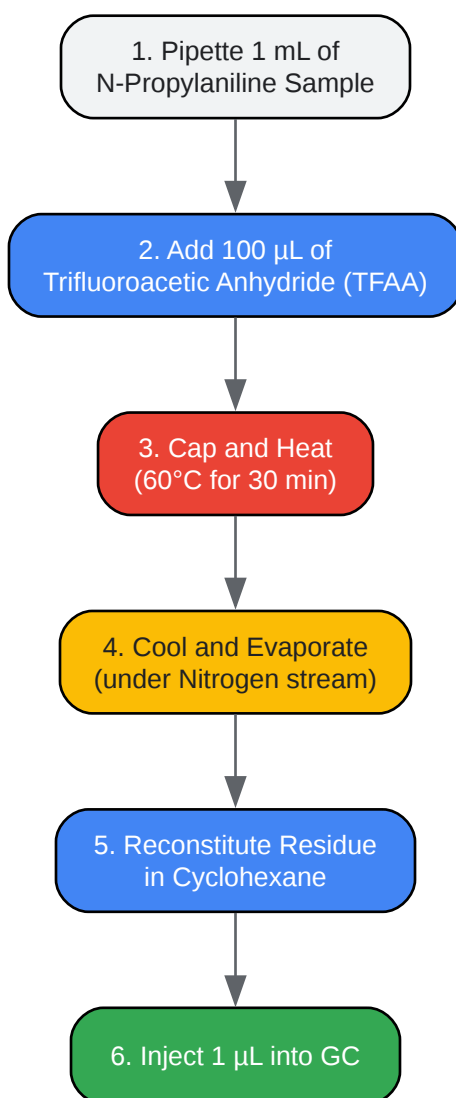 1. Pipette 1 mL of
N-Propylaniline Sample
2. Add 100 µL of
Trifluoroacetic Anhydride (TFAA)
3. Cap and Heat
(60°C for 30 min)
4. Cool and Evaporate
(under Nitrogen stream)
5. Reconstitute Residue
in Cyclohexane
6. Inject 1 µL into GC